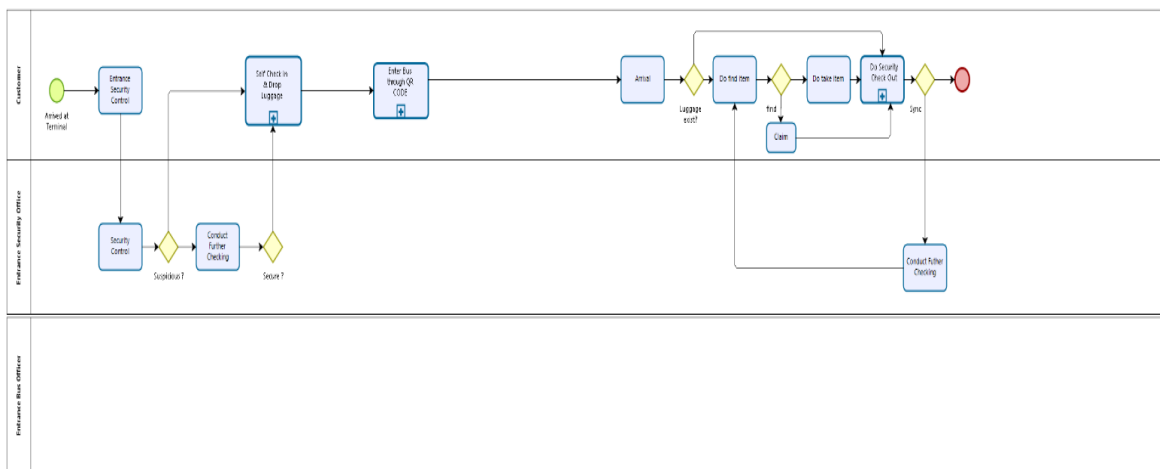 Customer
Arrived at
Terminal
Entrance
Security
Control
Self Check in
& Drop
Luggage
Enter Bus
through QR
CODE
Arrival
Luggage
exist?
Do find item
find
Claim
Do take item
Do Security
Check Out
Sync
Entrance Security Office
Security
Control
Suspicious ?
Conduct
Further
Checking
Secure ?
Conduct Futher
Checking
Entrance Bus Officer